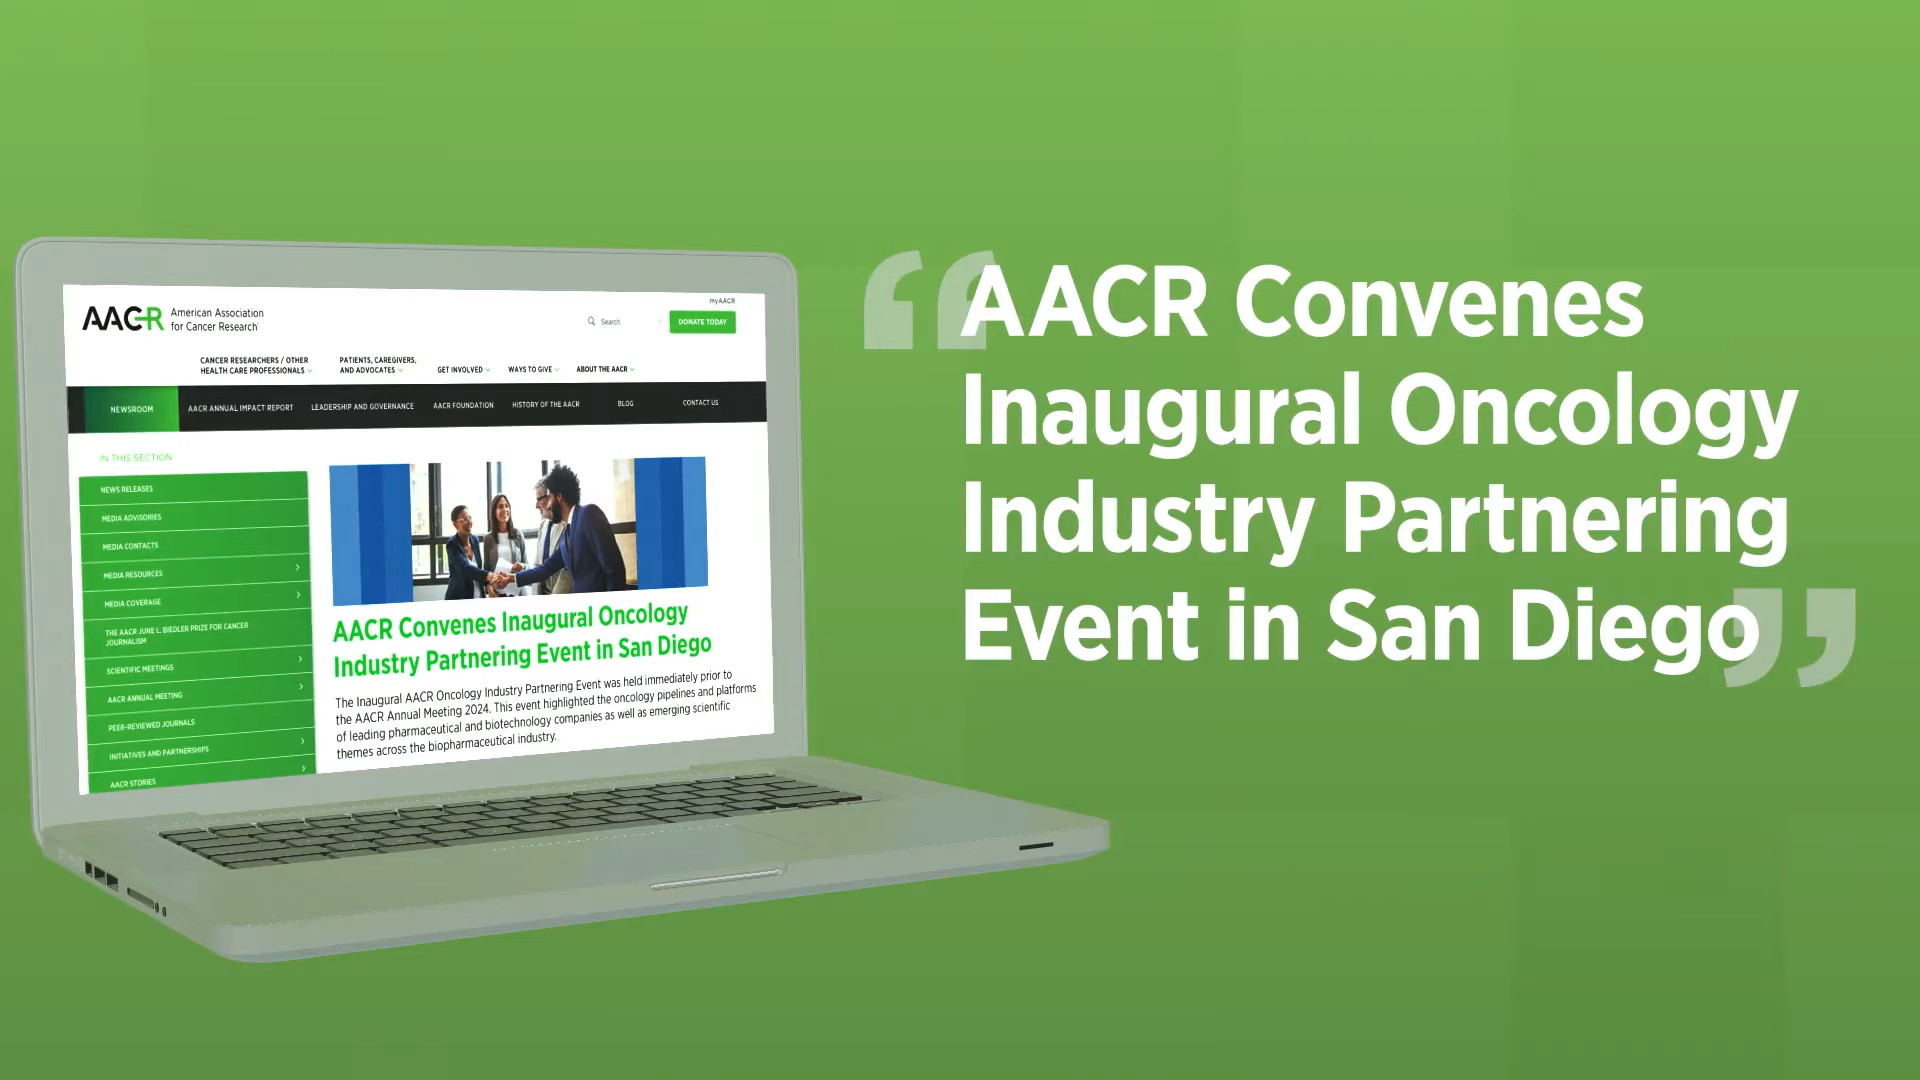 AACR American Association
for Cancer Research
myAACR
Search
DONATE TODAY
CANCER RESEARCHERS / OTHER
HEALTH CARE PROFESSIONALS
PATIENTS, CAREGIVERS,
AND ADVOCATES
GET INVOLVED
WAYS TO GIVE
ABOUT THE AACR
NEWSROOM
AACR ANNUAL IMPACT REPORT
LEADERSHIP AND GOVERNANCE
AACR FOUNDATION
HISTORY OF THE AACR
BLOG
CONTACT US
IN THIS SECTION
NEWS RELEASES
MEDIA ADVISORIES
MEDIA CONTACTS
MEDIA RESOURCES
MEDIA COVERAGE
THE AACR JUNE L. BIEDLER PRIZE FOR CANCER
JOURNALISM
SCIENTIFIC MEETINGS
AACR ANNUAL MEETING
PEER-REVIEWED JOURNALS
INITIATIVES AND PARTNERSHIPS
AACR STORIES
AACR Convenes Inaugural Oncology
Industry Partnering Event in San Diego
The Inaugural AACR Oncology Industry Partnering Event was held immediately prior to
the AACR Annual Meeting 2024. This event highlighted the oncology pipelines and platforms
of leading pharmaceutical and biotechnology companies as well as emerging scientific
themes across the biopharmaceutical industry.
“AACR Convenes
Inaugural Oncology
Industry Partnering
Event in San Diego”